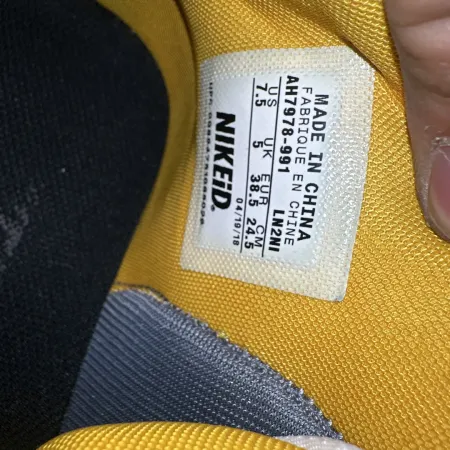 MADE IN CHINA
FABRIQUE EN CHINE
AH7978-991 LN2NI
US UK EUR CM
7.5 5 38.5 24.5
04/19/18
NIKEiD®